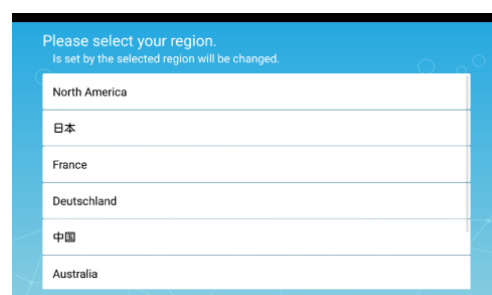 Please select your region.
Is set by the selected region will be changed.
North America
日本
France
Deutschland
中国
Australia